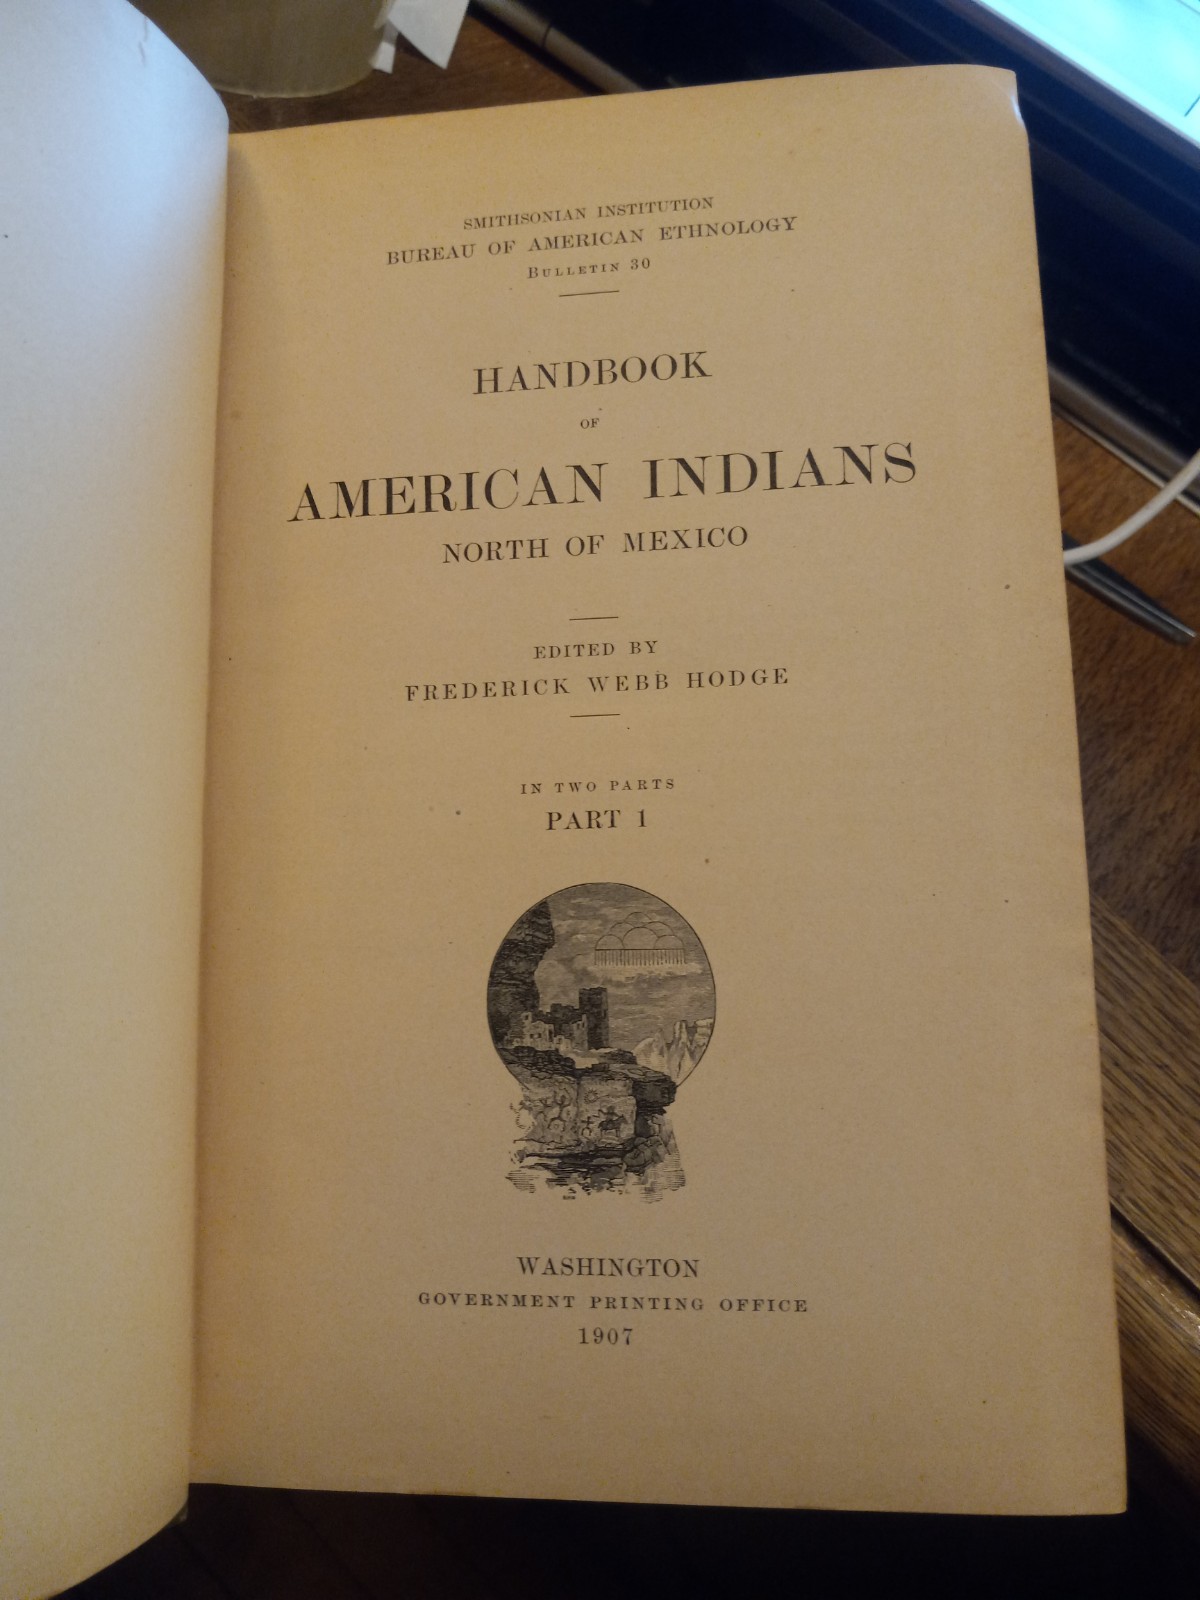 SMITHSONIAN INSTITUTION
BUREAU OF AMERICAN ETHNOLOGY
BULLETIN 30
HANDBOOK
OF
AMERICAN INDIANS
NORTH OF MEXICO
EDITED BY
FREDERICK WEBB HODGE
IN TWO PARTS
PART 1
WASHINGTON
GOVERNMENT PRINTING OFFICE
1907